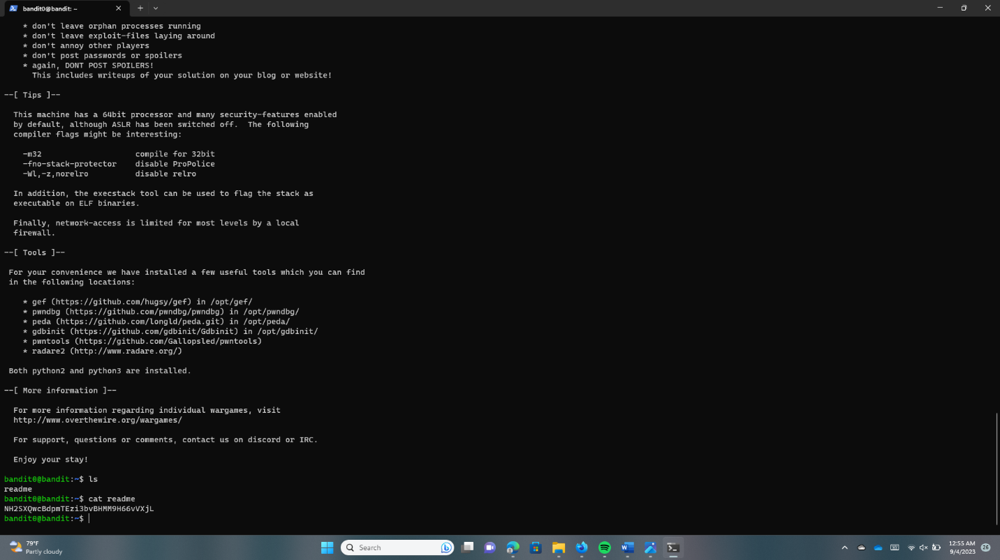 bandit0@bandit: ~
* don't leave orphan processes running
* don't leave exploit-files laying around
* don't annoy other players
* don't post passwords or spoilers
* again, DONT POST SPOILERS!
This includes writeups of your solution on your blog or website!
--[ Tips ]--
This machine has a 64bit processor and many security-features enabled
by default, although ASLR has been switched off.  The following
compiler flags might be interesting:
-m32                    compile for 32bit
-fno-stack-protector    disable ProPolice
-Wl,-z,norelro          disable relro
In addition, the execstack tool can be used to flag the stack as
executable on ELF binaries.
Finally, network-access is limited for most levels by a local
firewall.
--[ Tools ]--
For your convenience we have installed a few useful tools which you can find
in the following locations:
* gef (https://github.com/hugsy/gef) in /opt/gef/
* pwndbg (https://github.com/pwndbg/pwndbg) in /opt/pwndbg/
* peda (https://github.com/longld/peda.git) in /opt/peda/
* gdbinit (https://github.com/gdbinit/Gdbinit) in /opt/gdbinit/
* pwntools (https://github.com/Gallopsled/pwntools)
* radare2 (http://www.radare.org/)
Both python2 and python3 are installed.
--[ More information ]--
For more information regarding individual wargames, visit
http://www.overthewire.org/wargames/
For support, questions or comments, contact us on discord or IRC.
Enjoy your stay!
bandit0@bandit:~$ ls
readme
bandit0@bandit:~$ cat readme
NH2SXQwcBdpmTEzi3bvBHMM9H66vVXjL
bandit0@bandit:~$
79°F
Partly cloudy
Search
12:55 AM
9/4/2023
26